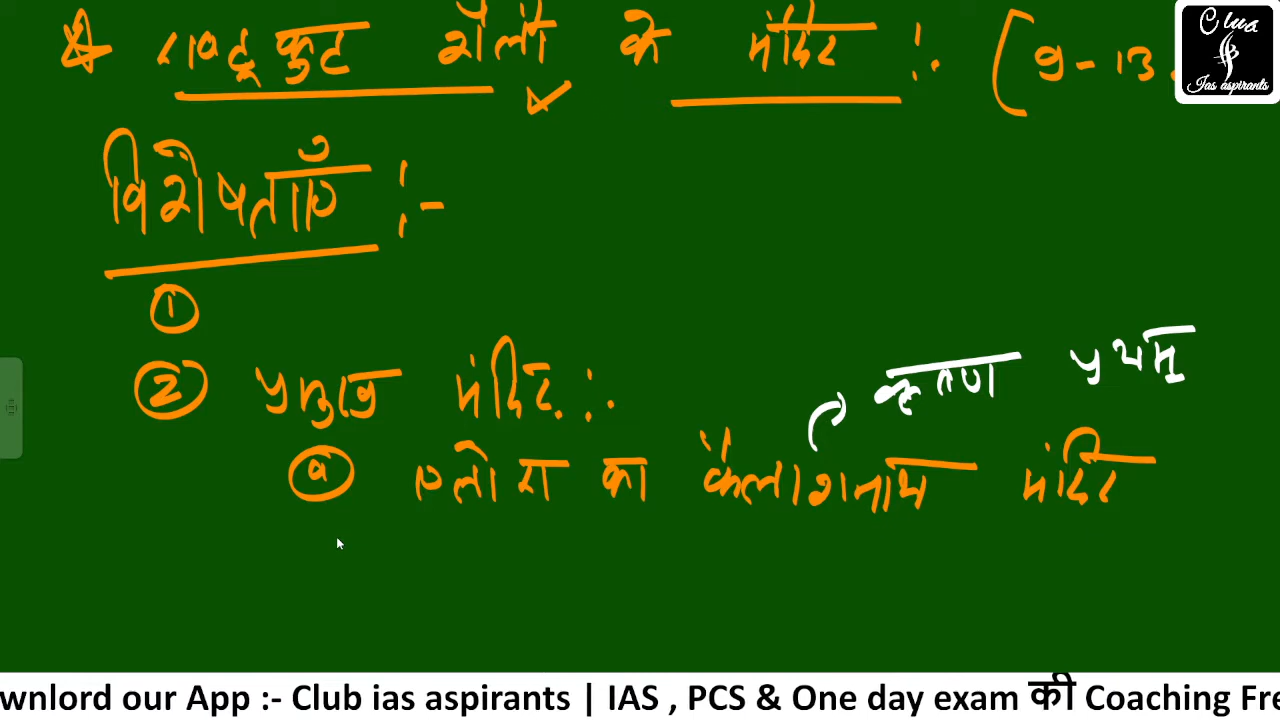 राष्ट्रकुट शैली के मंदिर :- [9-13
Club
Ias aspirants
विशेषताएँ :-
①
② प्रमुख मंदिर :-
कृष्ण प्रथम
ⓐ एलोरा का कैलाशनाथ मंदिर
wnlord our App :- Club ias aspirants | IAS , PCS & One day exam की Coaching Fre